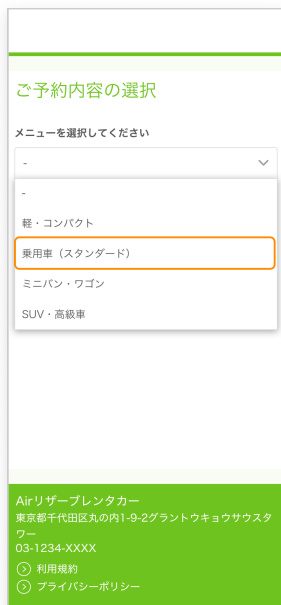 ご予約内容の選択
メニューを選択してください
-
-
軽・コンパクト
乗用車（スタンダード）
ミニバン・ワゴン
SUV・高級車
Airリザーブレンタカー
東京都千代田区丸の内1-9-2グラントウキョウサウスタ
ワー
03-1234-XXXX
利用規約
プライバシーポリシー